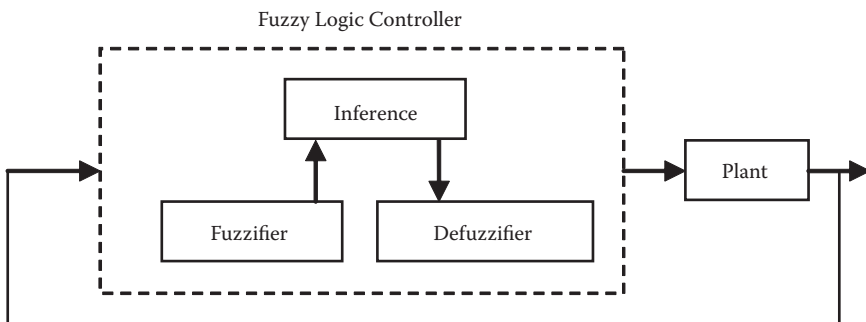 Fuzzy Logic Controller
Inference
Plant
Fuzzifier
Defuzzifier